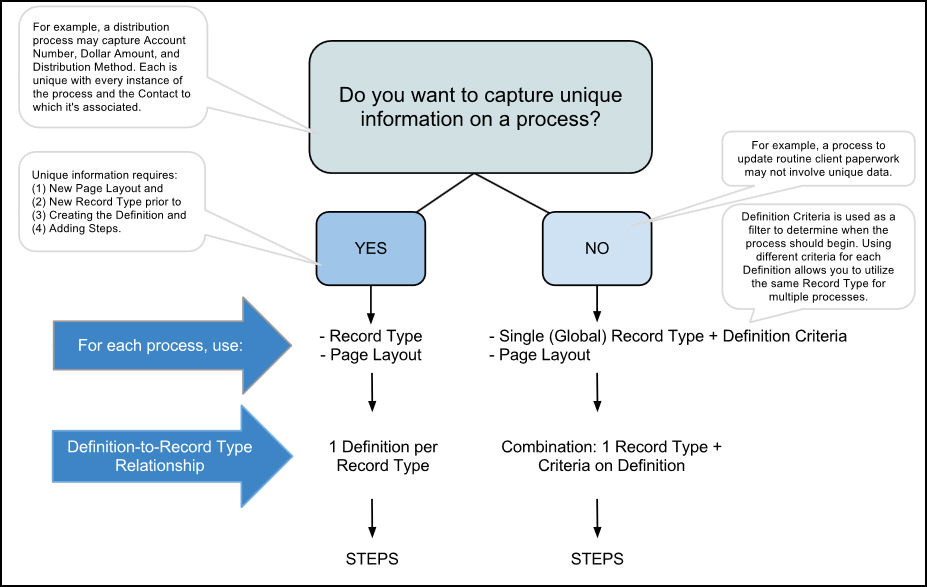 For example, a distribution
process may capture Account
Number, Dollar Amount, and
Distribution Method. Each is
unique with every instance of
the process and the Contact to
which it's associated.
Do you want to capture unique
information on a process?
For example, a process to
update routine client paperwork
may not involve unique data.
Unique information requires:
(1) New Page Layout and
(2) New Record Type prior to
(3) Creating the Definition and
(4) Adding Steps.
Definition Criteria is used as a
filter to determine when the
process should begin. Using
different criteria for each
Definition allows you to utilize
the same Record Type for
multiple processes.
YES
NO
For each process, use:
- Record Type
- Page Layout
- Single (Global) Record Type + Definition Criteria
- Page Layout
Definition-to-Record Type
Relationship
1 Definition per
Record Type
Combination: 1 Record Type +
Criteria on Definition
STEPS
STEPS